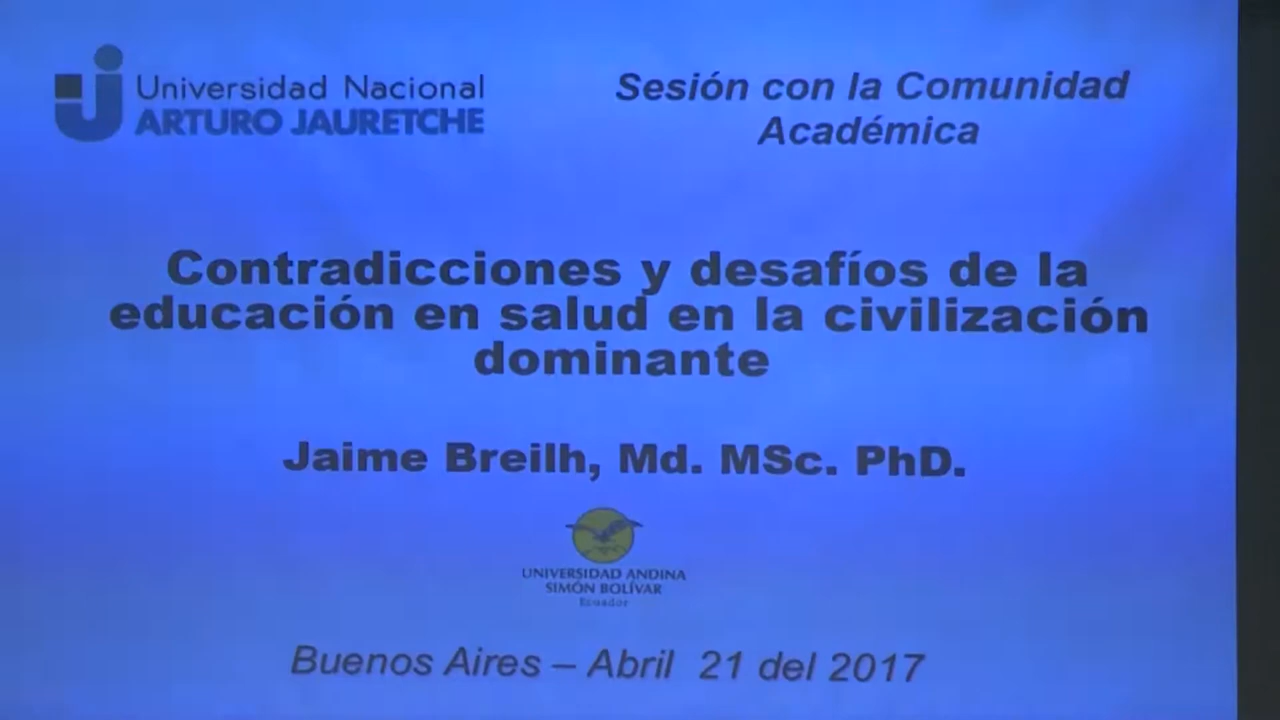 Universidad Nacional
ARTURO JAURETCHE
Sesión con la Comunidad
Académica
Contradicciones y desafíos de la
educación en salud en la civilización
dominante
Jaime Breilh, Md. MSc. PhD.
UNIVERSIDAD ANDINA
SIMÓN BOLÍVAR
Ecuador
Buenos Aires – Abril 21 del 2017